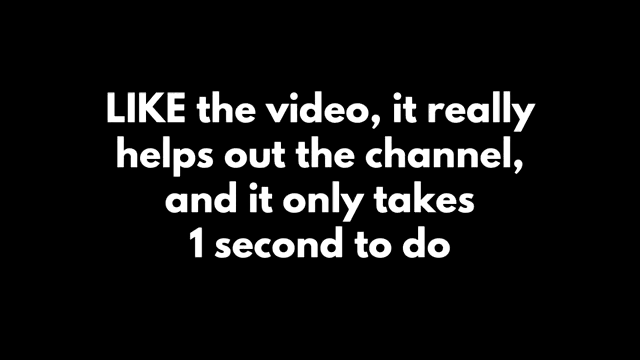 LIKE the video, it really
helps out the channel,
and it only takes
1 second to do